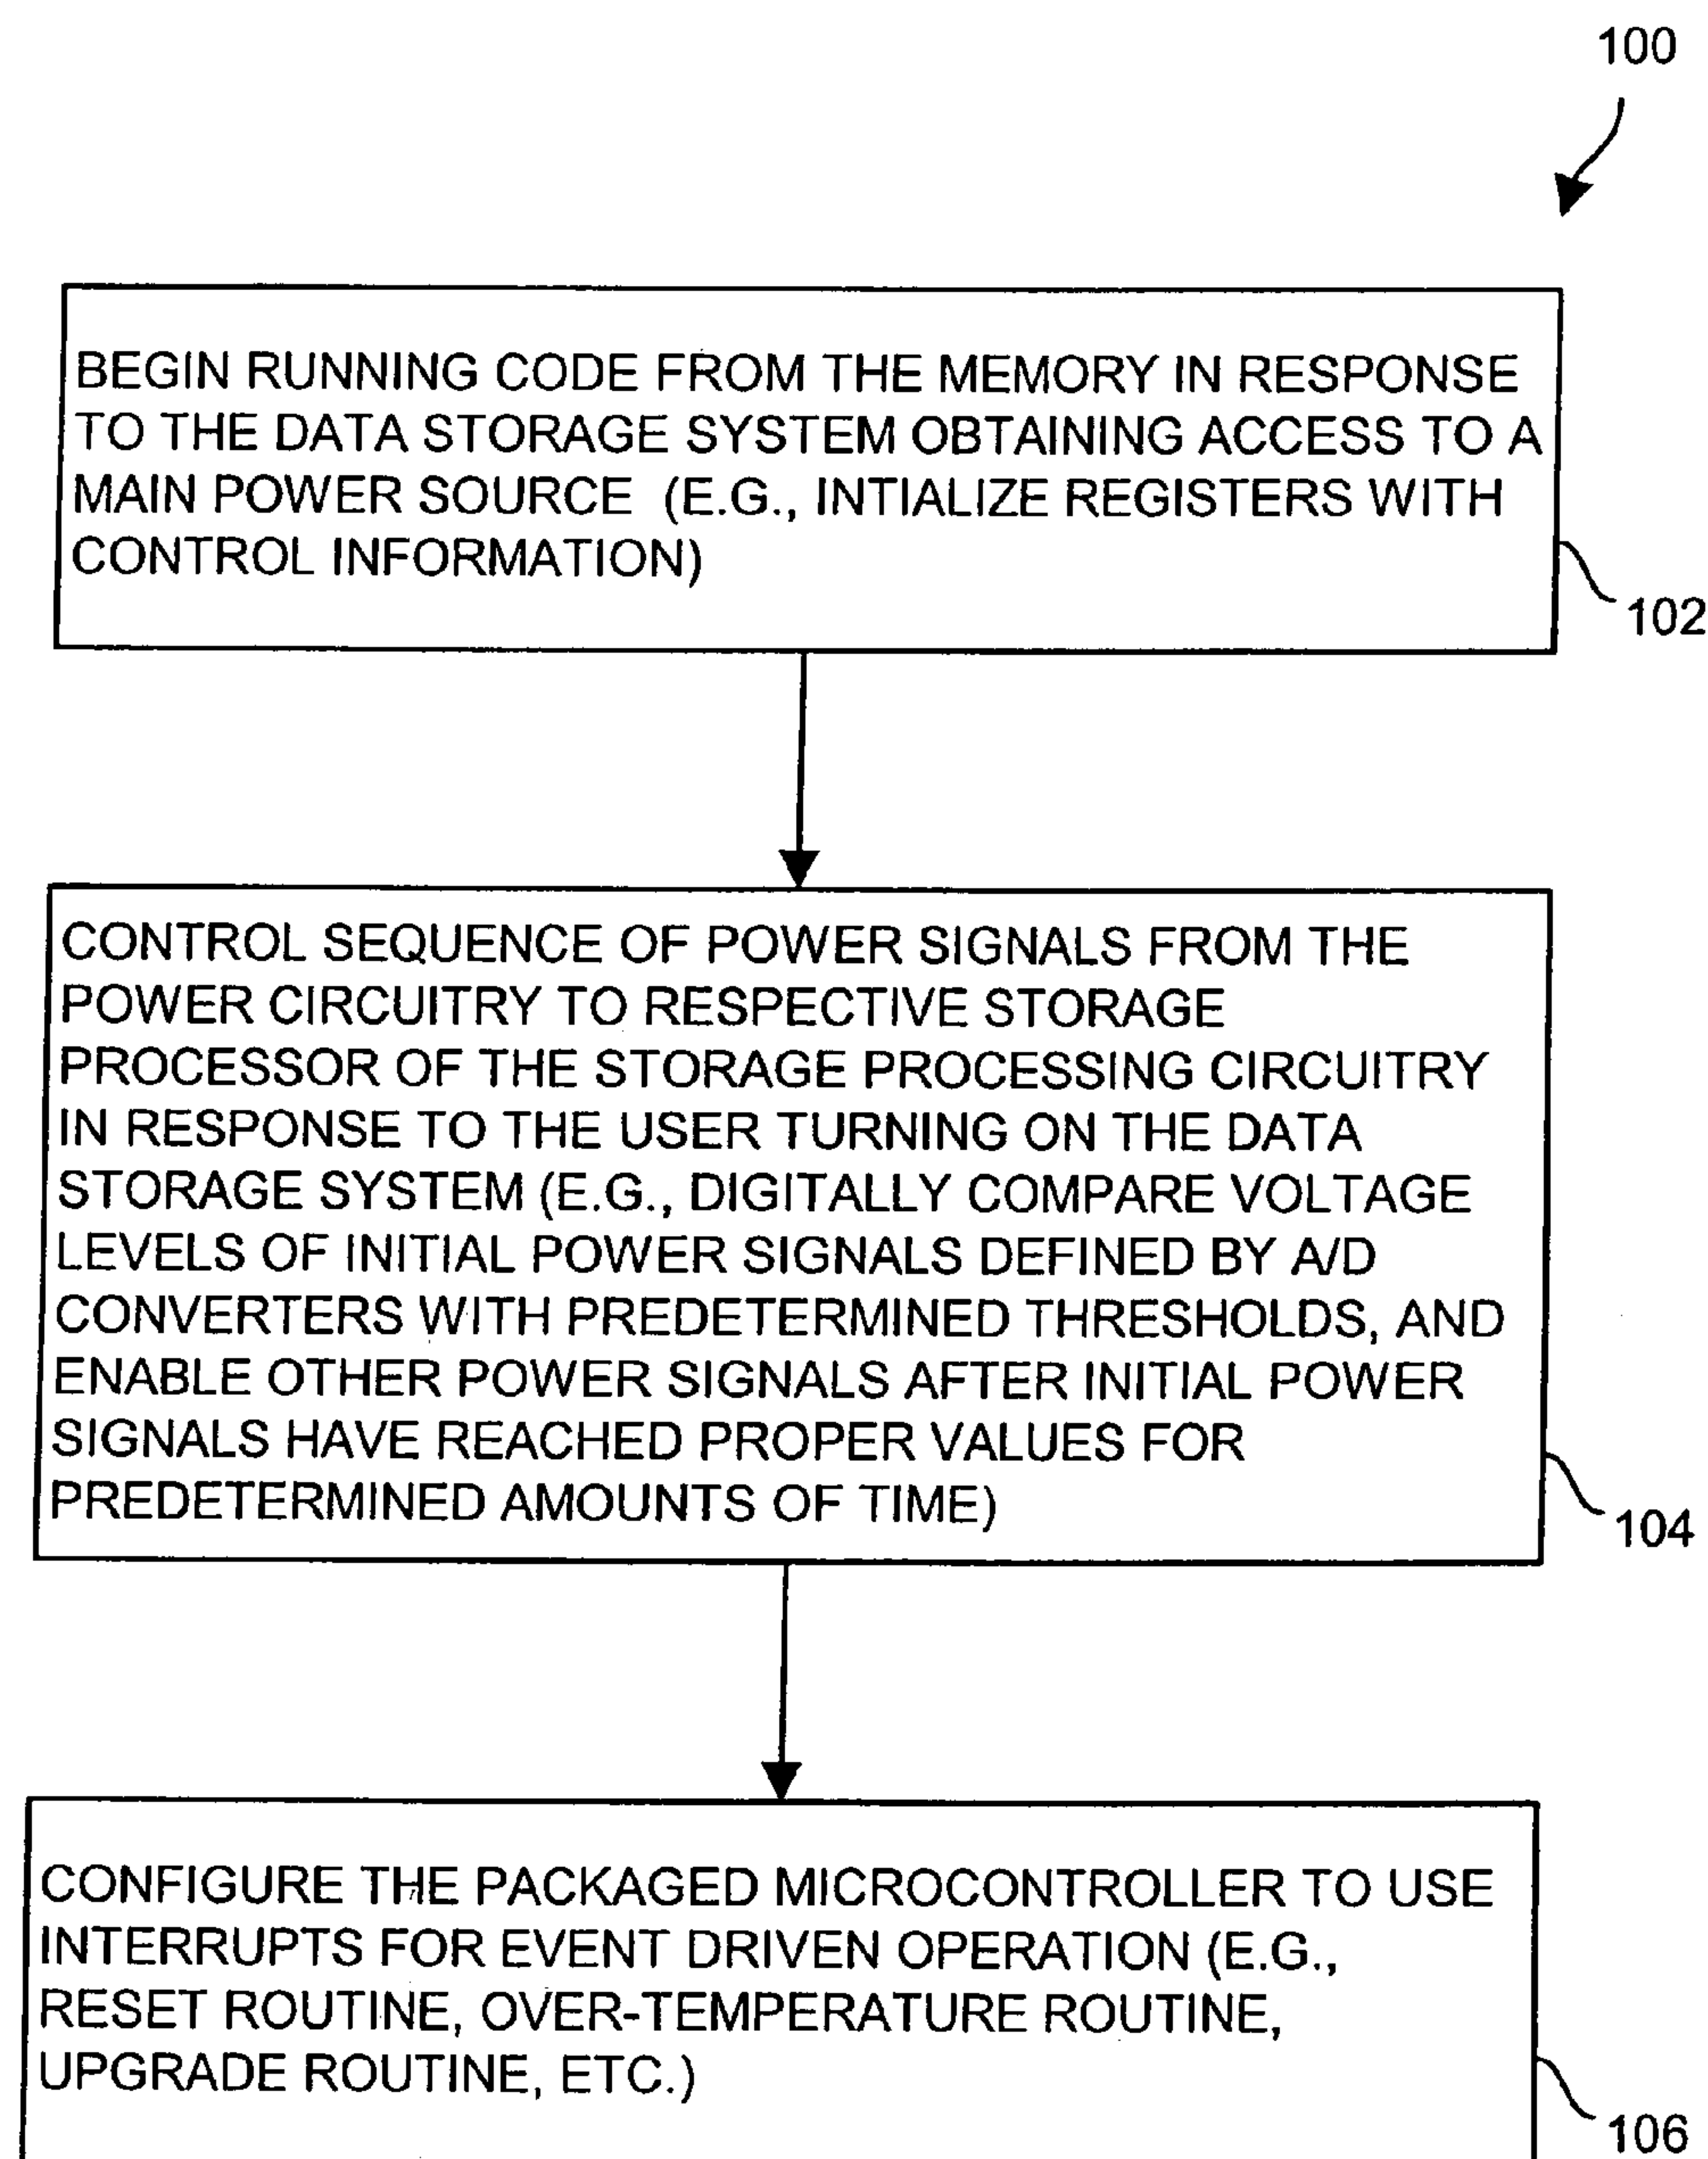 100
BEGIN RUNNING CODE FROM THE MEMORY IN RESPONSE
TO THE DATA STORAGE SYSTEM OBTAINING ACCESS TO A
MAIN POWER SOURCE (E.G., INTIALIZE REGISTERS WITH
CONTROL INFORMATION)
102
CONTROL SEQUENCE OF POWER SIGNALS FROM THE
POWER CIRCUITRY TO RESPECTIVE STORAGE
PROCESSOR OF THE STORAGE PROCESSING CIRCUITRY
IN RESPONSE TO THE USER TURNING ON THE DATA
STORAGE SYSTEM (E.G., DIGITALLY COMPARE VOLTAGE
LEVELS OF INITIAL POWER SIGNALS DEFINED BY A/D
CONVERTERS WITH PREDETERMINED THRESHOLDS, AND
ENABLE OTHER POWER SIGNALS AFTER INITIAL POWER
SIGNALS HAVE REACHED PROPER VALUES FOR
PREDETERMINED AMOUNTS OF TIME)
104
CONFIGURE THE PACKAGED MICROCONTROLLER TO USE
INTERRUPTS FOR EVENT DRIVEN OPERATION (E.G.,
RESET ROUTINE, OVER-TEMPERATURE ROUTINE,
UPGRADE ROUTINE, ETC.)
106